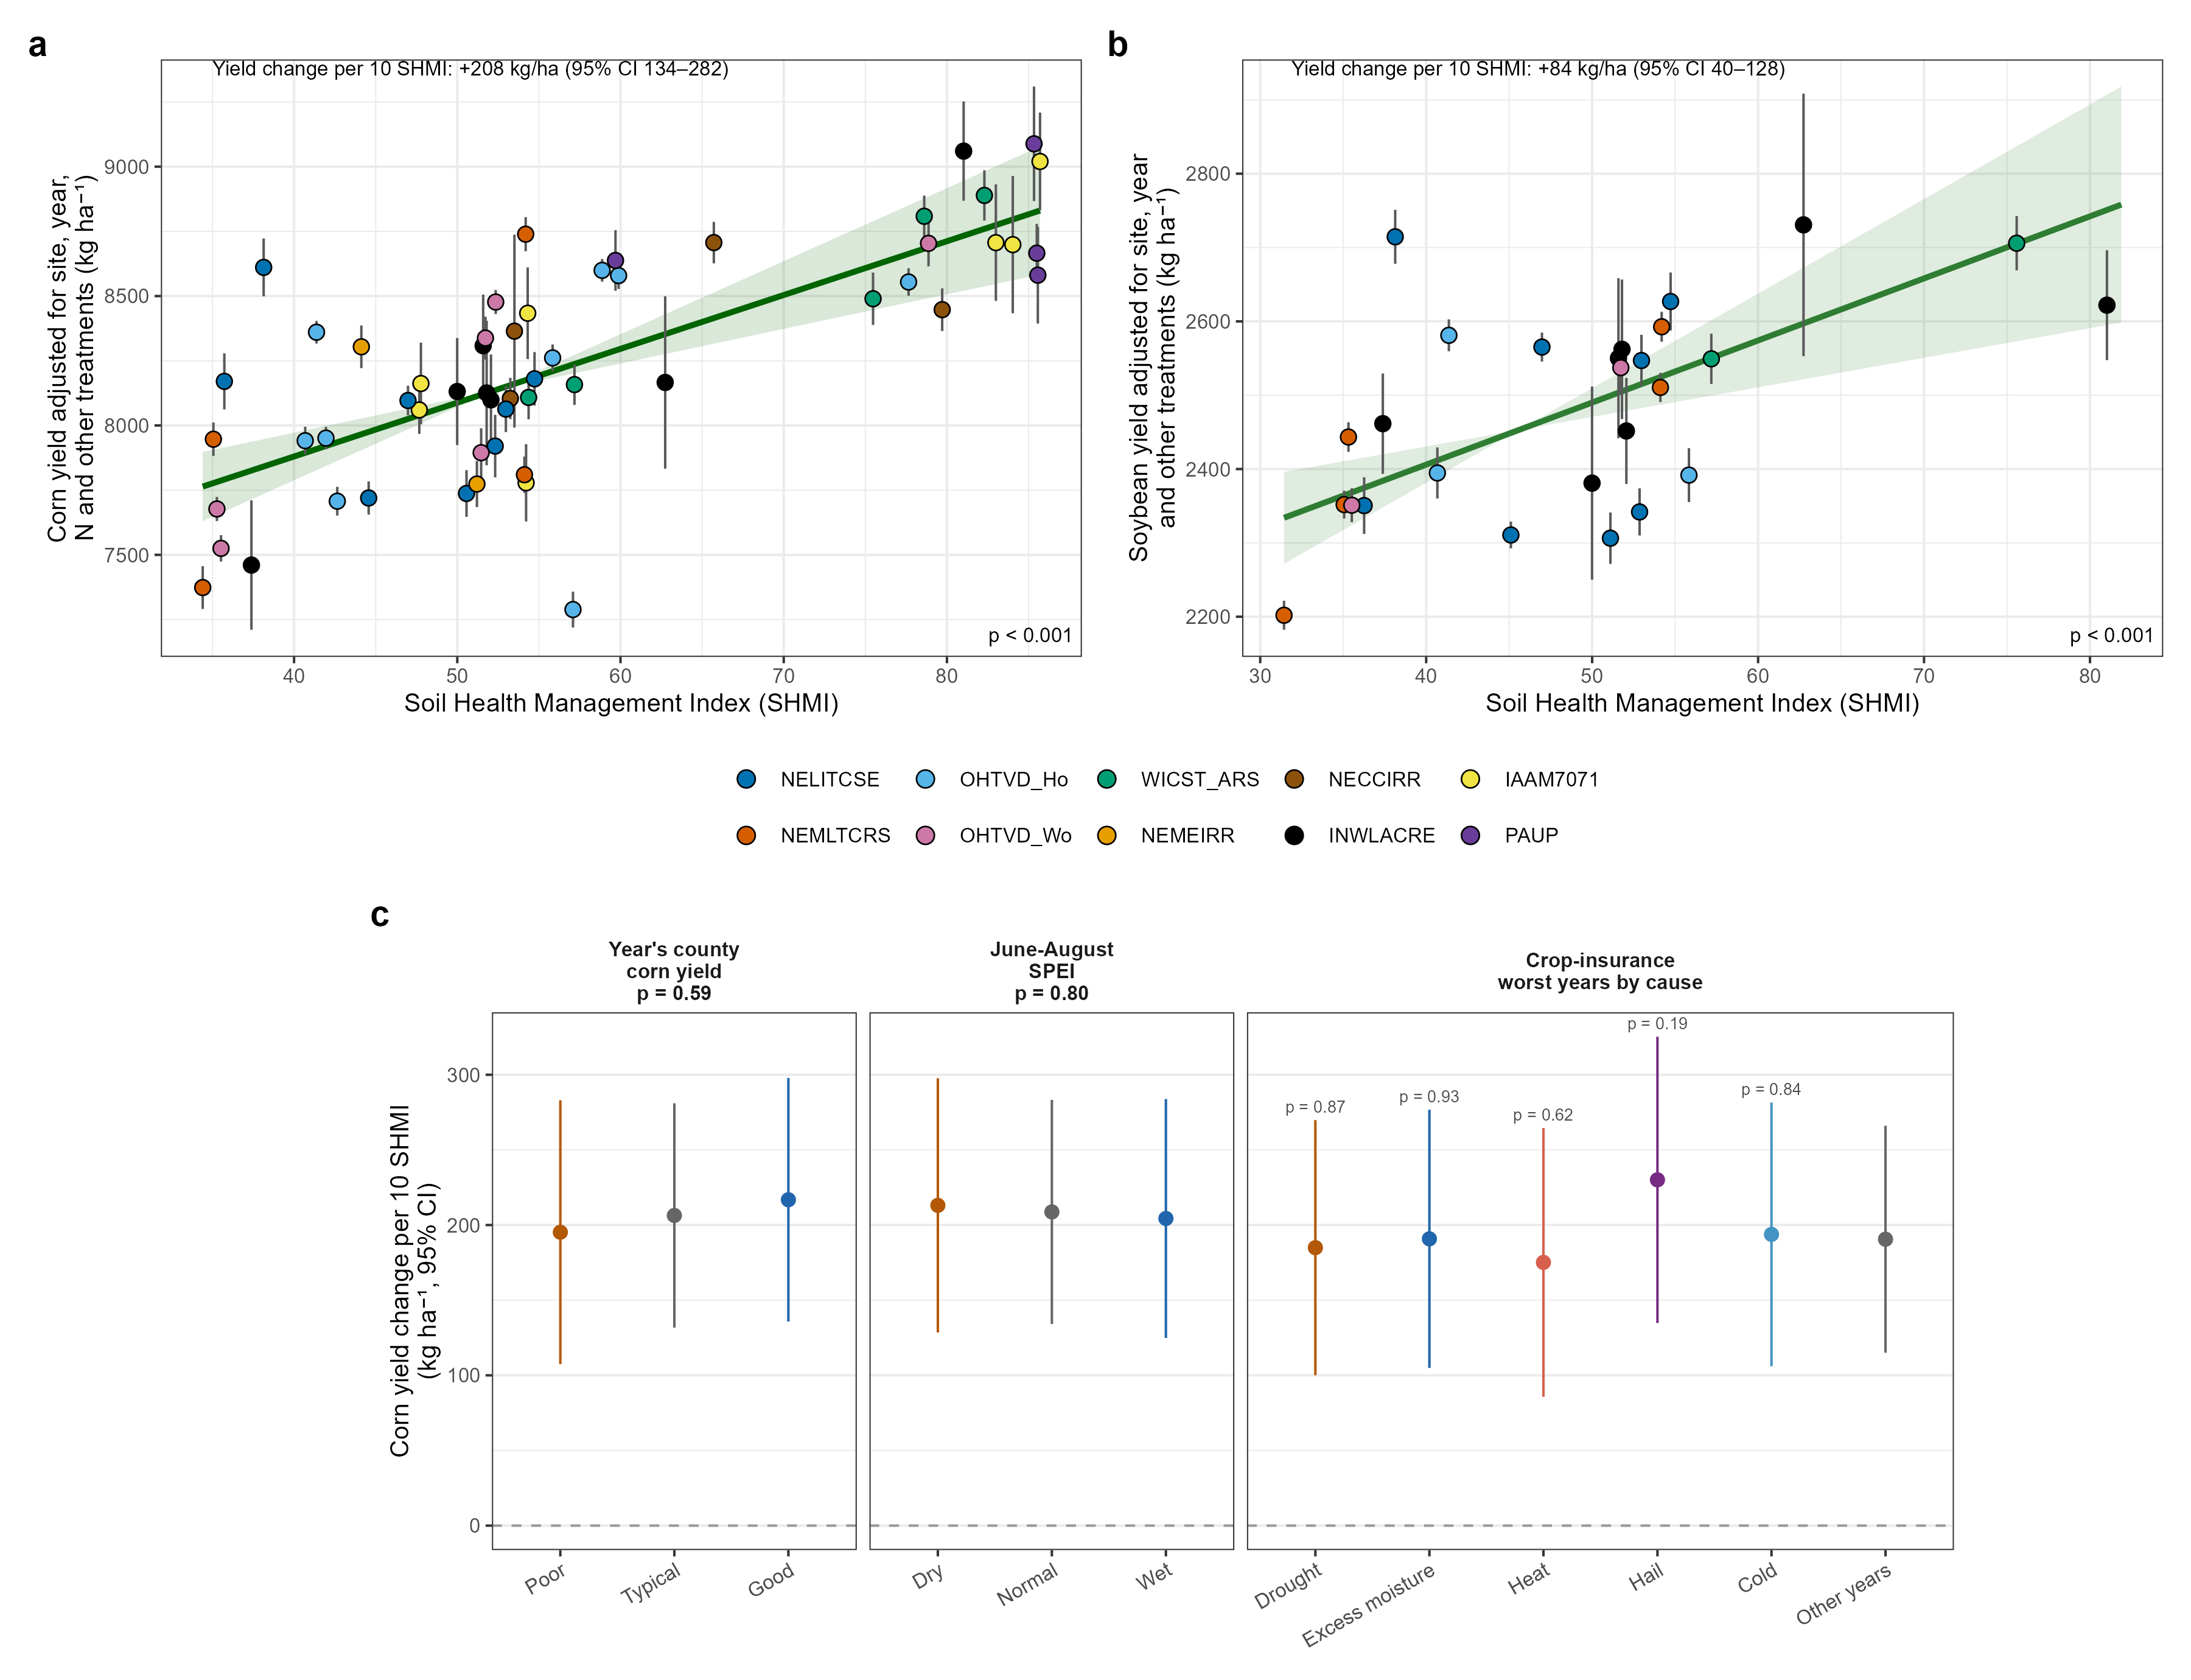 a
Yield change per 10 SHMI: +208 kg/ha (95% CI 134–282)
Corn yield adjusted for site, year,
N and other treatments (kg ha⁻¹)
9000
8500
8000
7500
p < 0.001
40
50
60
70
80
Soil Health Management Index (SHMI)
b
Yield change per 10 SHMI: +84 kg/ha (95% CI 40–128)
Soybean yield adjusted for site, year
and other treatments (kg ha⁻¹)
2800
2600
2400
2200
p < 0.001
30
40
50
60
70
80
Soil Health Management Index (SHMI)
NELITCSE
OHTVD_Ho
WICST_ARS
NECCIRR
IAAM7071
NEMLTCRS
OHTVD_Wo
NEMEIRR
INWLACRE
PAUP
c
Year's county
corn yield
p = 0.59
June-August
SPEI
p = 0.80
Crop-insurance
worst years by cause
Corn yield change per 10 SHMI
(kg ha⁻¹, 95% CI)
300
200
100
0
p = 0.87
p = 0.93
p = 0.62
p = 0.19
p = 0.84
Poor
Typical
Good
Dry
Normal
Wet
Drought
Excess moisture
Heat
Hail
Cold
Other years